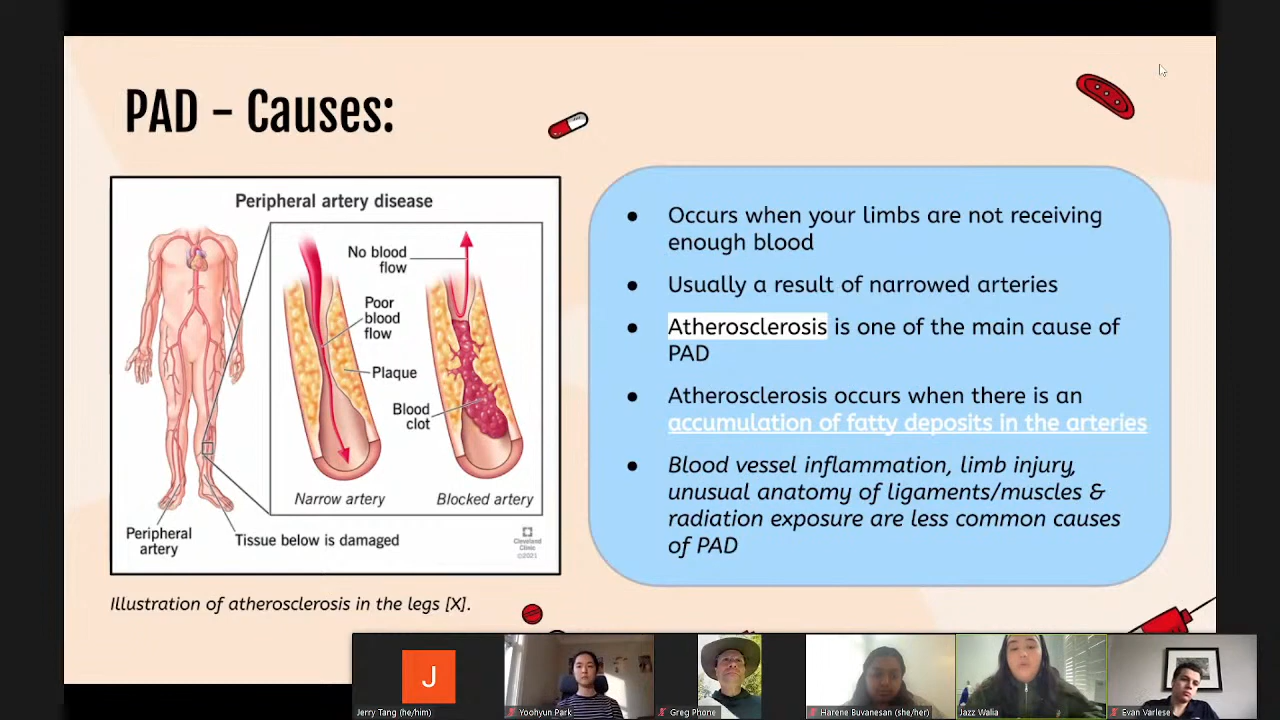 PAD - Causes:
Peripheral artery disease
No blood
flow
Poor
blood
flow
Plaque
Blood
clot
Narrow artery
Blocked artery
Peripheral
artery
Tissue below is damaged
Cleveland
Clinic
©2021
Illustration of atherosclerosis in the legs [X].
● Occurs when your limbs are not receiving
enough blood
● Usually a result of narrowed arteries
● Atherosclerosis is one of the main cause of
PAD
● Atherosclerosis occurs when there is an
accumulation of fatty deposits in the arteries
● Blood vessel inflammation, limb injury,
unusual anatomy of ligaments/muscles &
radiation exposure are less common causes
of PAD
J
Jerry Tang (he/him)
Yoohyun Park
Greg Phone
Harene Buvanesan (she/her)
Jazz Walia
Evan Varlese